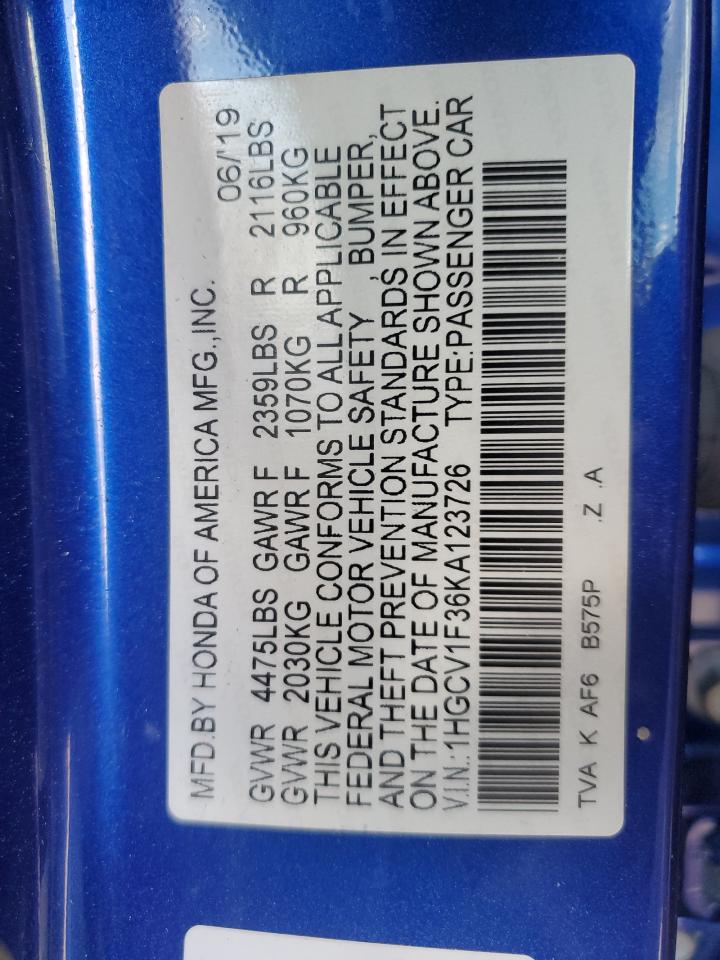 MFD.BY HONDA OF AMERICA MFG.,INC. 06/'19
GVWR 4475LBS GAWR F 2359LBS R 2116LBS
GVWR 2030KG GAWR F 1070KG R 960KG
THIS VEHICLE CONFORMS TO ALL APPLICABLE
FEDERAL MOTOR VEHICLE SAFETY , BUMPER,
AND THEFT PREVENTION STANDARDS IN EFFECT
ON THE DATE OF MANUFACTURE SHOWN ABOVE.
V.I.N.:1HGCV1F36KA123726 TYPE:PASSENGER CAR
TVA K AF6 B575P .Z .A